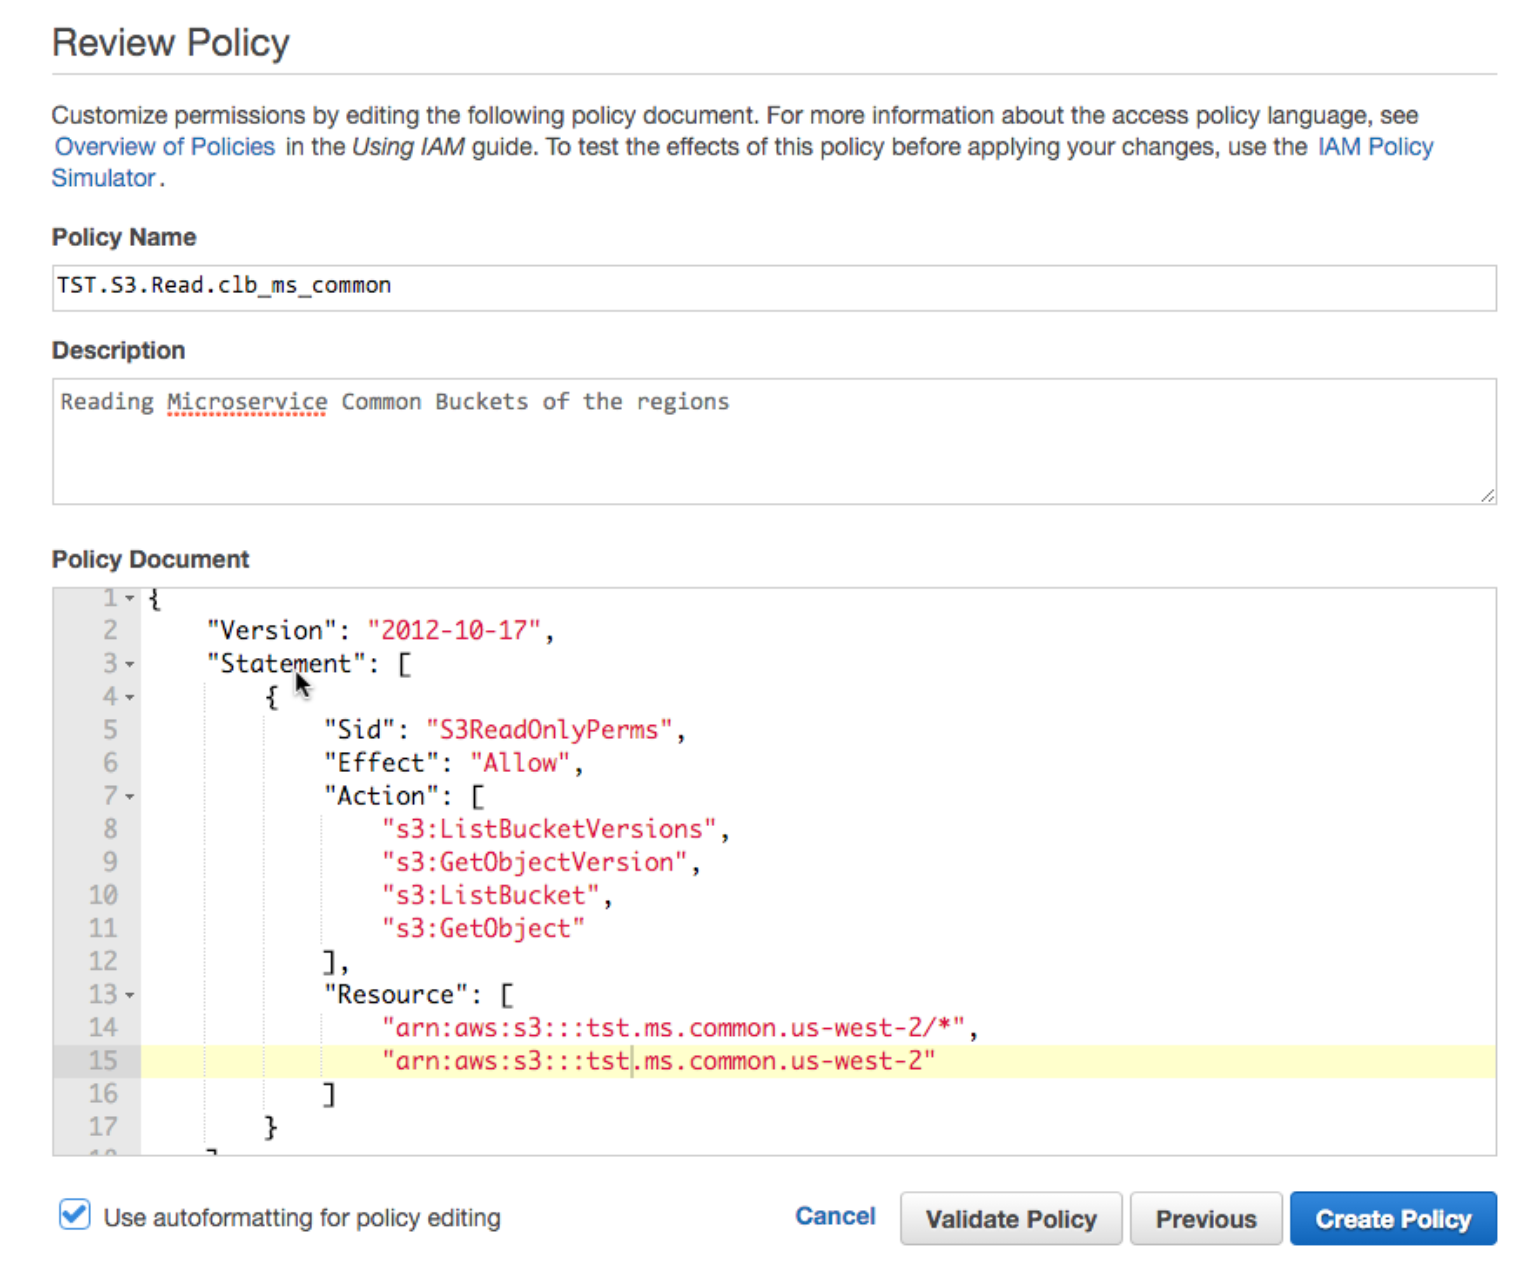 Review Policy
Customize permissions by editing the following policy document. For more information about the access policy language, see
Overview of Policies in the Using IAM guide. To test the effects of this policy before applying your changes, use the IAM Policy
Simulator.
Policy Name
TST.S3.Read.clb_ms_common
Description
Reading Microservice Common Buckets of the regions
Policy Document
1 {
2 "Version": "2012-10-17",
3 "Statement": [
4 {
5 "Sid": "S3ReadOnlyPerms",
6 "Effect": "Allow",
7 "Action": [
8 "s3:ListBucketVersions",
9 "s3:GetObjectVersion",
10 "s3:ListBucket",
11 "s3:GetObject"
12 ],
13 "Resource": [
14 "arn:aws:s3:::tst.ms.common.us-west-2/*",
15 "arn:aws:s3:::tst.ms.common.us-west-2"
16 ]
17 }
Use autoformatting for policy editing
Cancel
Validate Policy
Previous
Create Policy